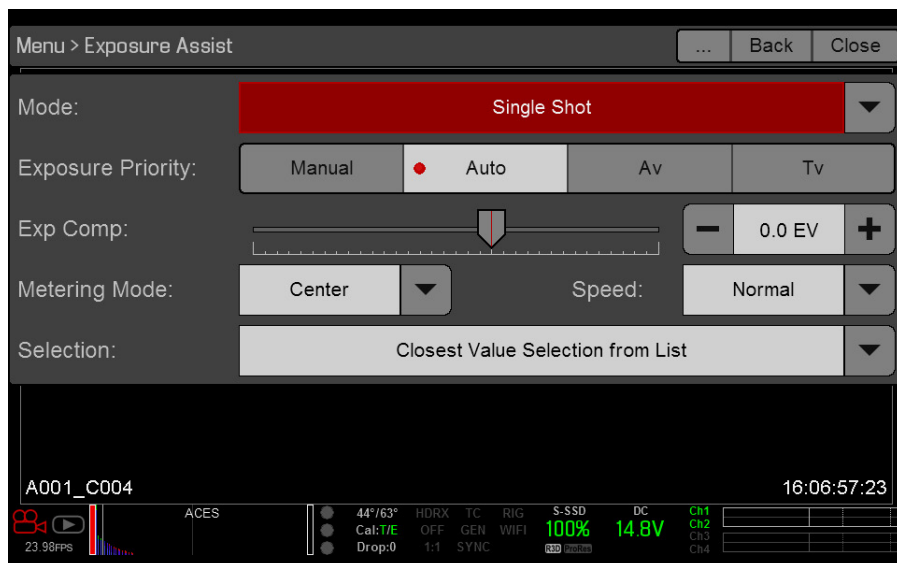 Menu > Exposure Assist ... Back Close
Mode: Single Shot
Exposure Priority: Manual Auto Av Tv
Exp Comp: 0.0 EV
Metering Mode: Center Speed: Normal
Selection: Closest Value Selection from List
A001_C004 16:06:57:23
ACES 44°/63° HDRX TC RIG S-SSD DC Ch1
Cal:T/E OFF GEN WIFI 100% 14.8V Ch2
23.98FPS Drop:0 1:1 SYNC R3D ProRes Ch3
Ch4